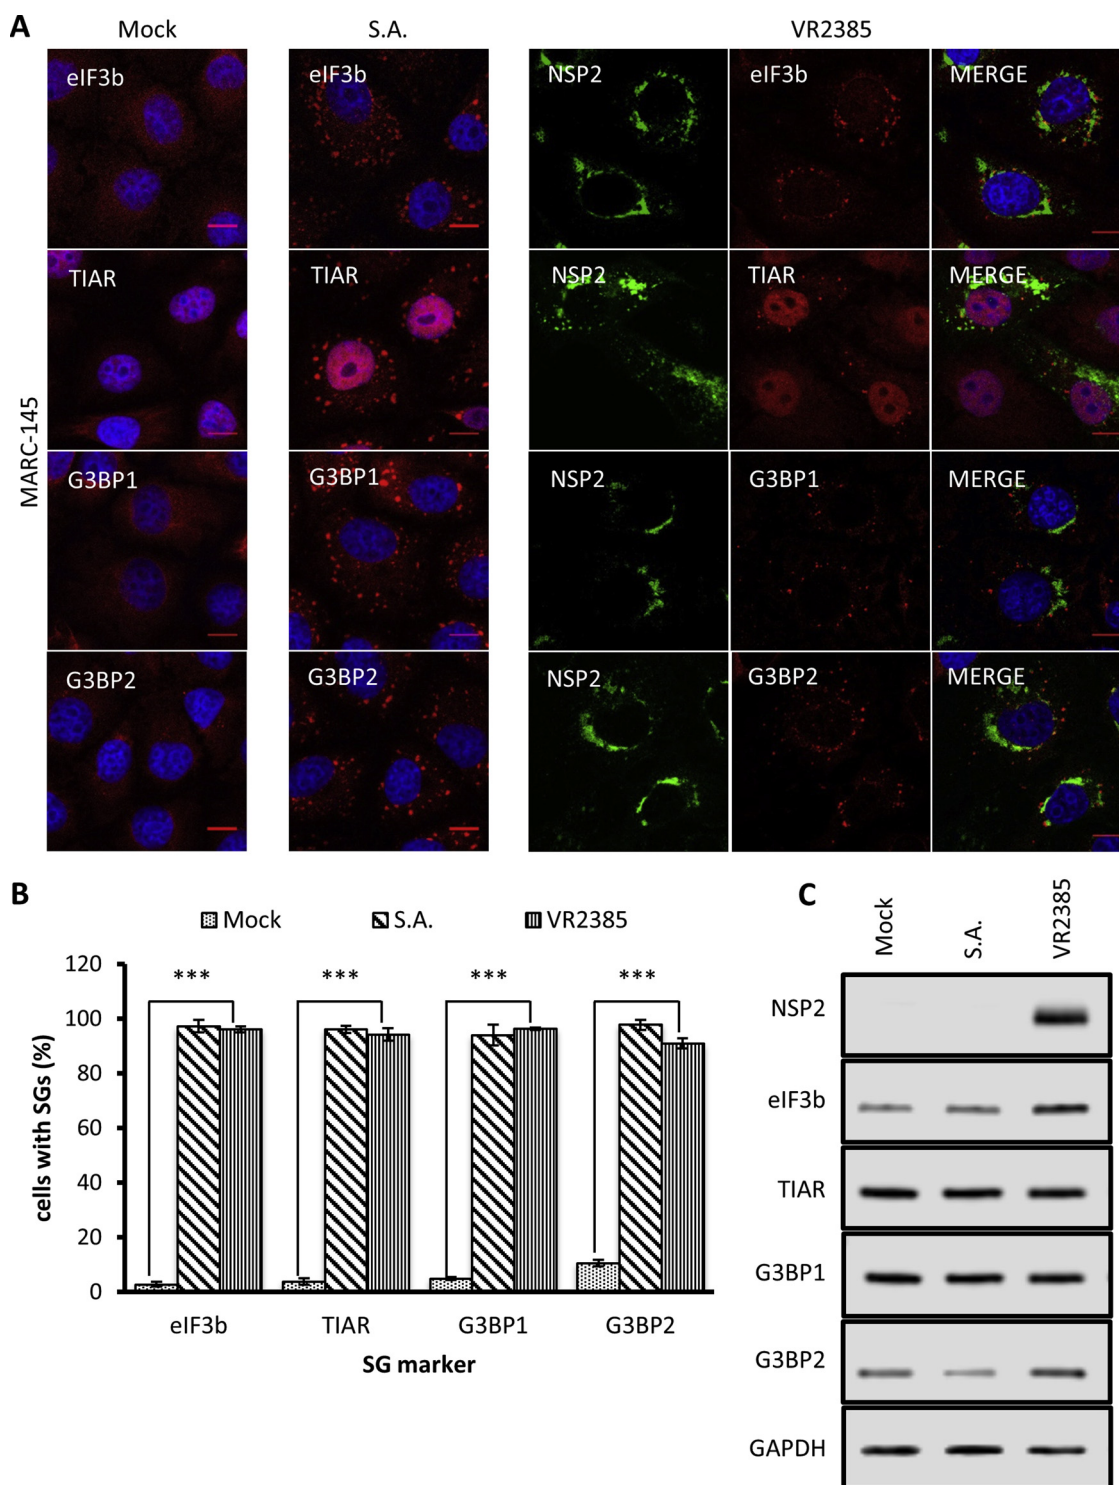 A
Mock
S.A.
VR2385
MARC-145
eIF3b
eIF3b
NSP2
eIF3b
MERGE
TIAR
TIAR
NSP2
TIAR
MERGE
G3BP1
G3BP1
NSP2
G3BP1
MERGE
G3BP2
G3BP2
NSP2
G3BP2
MERGE
B
Mock
S.A.
VR2385
cells with SGs (%)
120
100
80
60
40
20
0
***
***
***
***
eIF3b
TIAR
G3BP1
G3BP2
SG marker
C
Mock
S.A.
VR2385
NSP2
eIF3b
TIAR
G3BP1
G3BP2
GAPDH